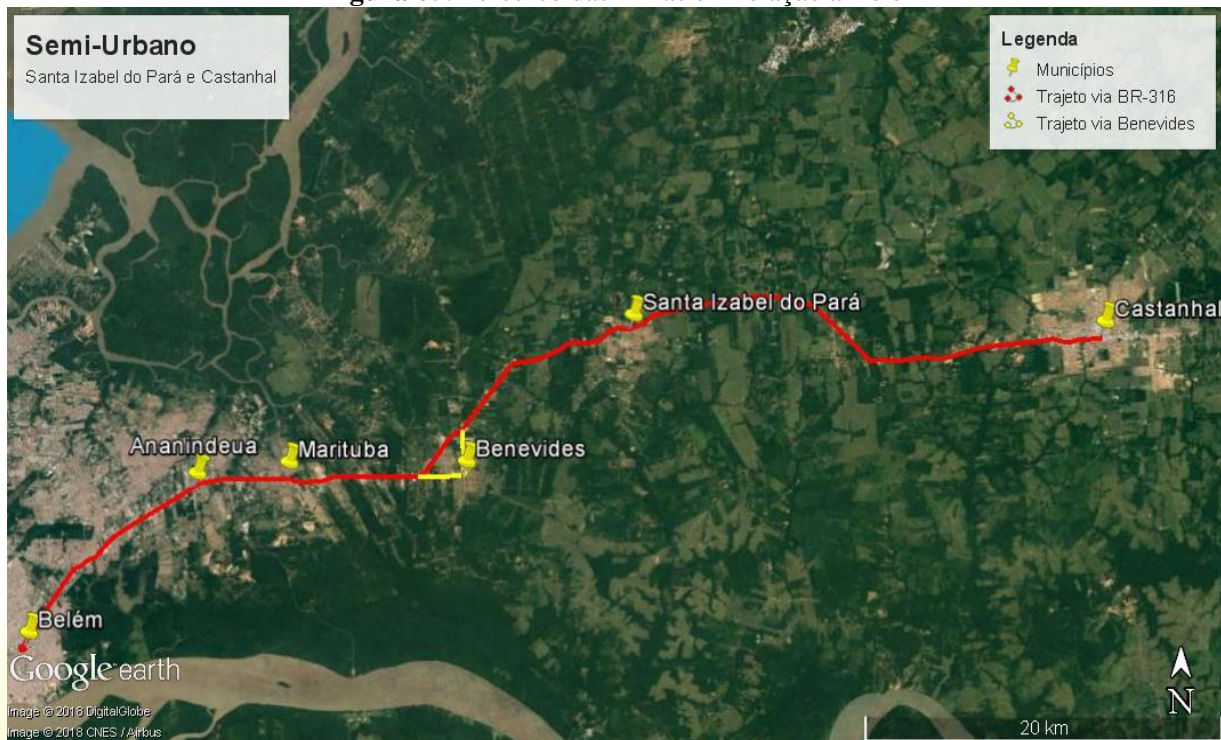 Semi-Urbano
Santa Izabel do Pará e Castanhal
Legenda
Municípios
Trajeto via BR-316
Trajeto via Benevides
Santa Izabel do Pará
Castanhal
Ananindeua
Marituba
Benevides
Belém
Google earth
Image © 2018 DigitalGlobe
Image © 2018 CNES / Airbus
N
20 km